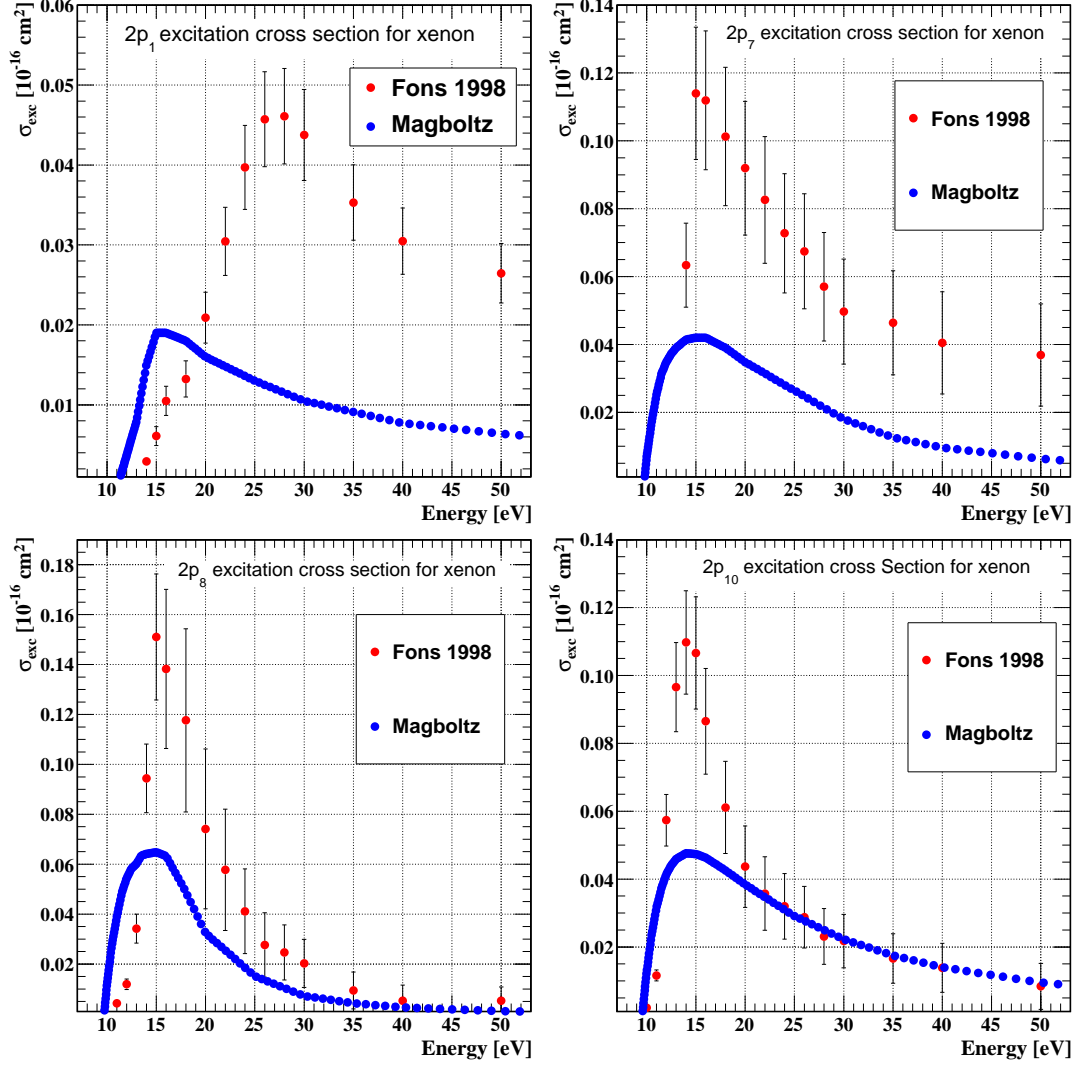 2p1 excitation cross section for xenon
σexc [10-16 cm2]
Fons 1998
Magboltz
0.06
0.05
0.04
0.03
0.02
0.01
10 15 20 25 30 35 40 45 50
Energy [eV]
2p7 excitation cross section for xenon
σexc [10-16 cm2]
Fons 1998
Magboltz
0.14
0.12
0.10
0.08
0.06
0.04
0.02
10 15 20 25 30 35 40 45 50
Energy [eV]
2p8 excitation cross section for xenon
σexc [10-16 cm2]
Fons 1998
Magboltz
0.18
0.16
0.14
0.12
0.10
0.08
0.06
0.04
0.02
10 15 20 25 30 35 40 45 50
Energy [eV]
2p10 excitation cross Section for xenon
σexc [10-16 cm2]
Fons 1998
Magboltz
0.14
0.12
0.10
0.08
0.06
0.04
0.02
10 15 20 25 30 35 40 45 50
Energy [eV]